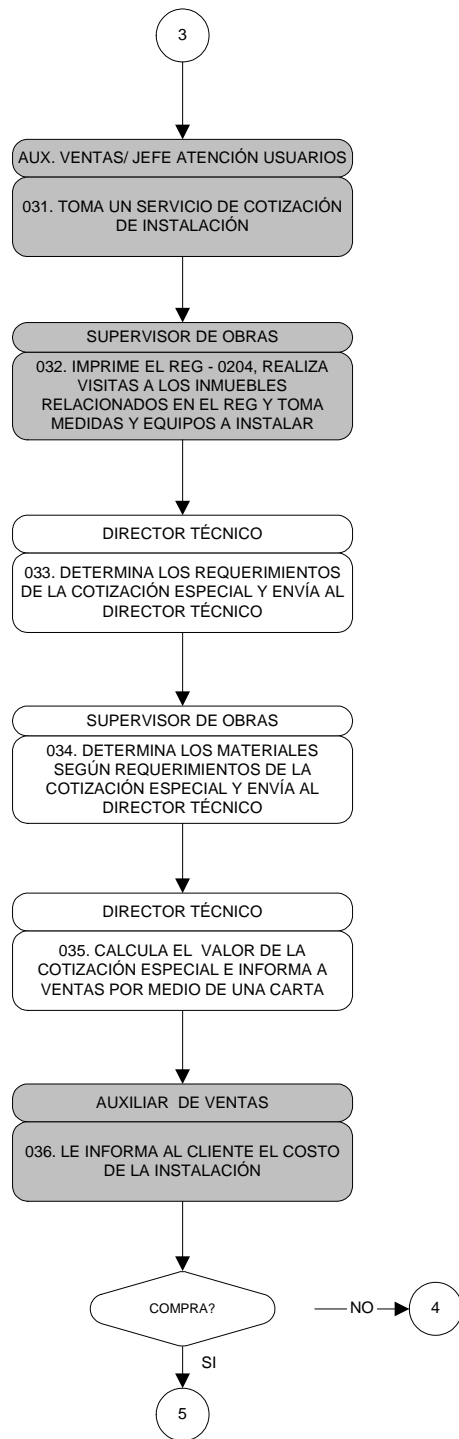 3
AUX. VENTAS/ JEFE ATENCIÓN USUARIOS
031. TOMA UN SERVICIO DE COTIZACIÓN
DE INSTALACIÓN
SUPERVISOR DE OBRAS
032. IMPRIME EL REG - 0204, REALIZA
VISITAS A LOS INMUEBLES
RELACIONADOS EN EL REG Y TOMA
MEDIDAS Y EQUIPOS A INSTALAR
DIRECTOR TÉCNICO
033. DETERMINA LOS REQUERIMIENTOS
DE LA COTIZACIÓN ESPECIAL Y ENVÍA AL
DIRECTOR TÉCNICO
SUPERVISOR DE OBRAS
034. DETERMINA LOS MATERIALES
SEGÚN REQUERIMIENTOS DE LA
COTIZACIÓN ESPECIAL Y ENVÍA AL
DIRECTOR TÉCNICO
DIRECTOR TÉCNICO
035. CALCULA EL VALOR DE LA
COTIZACIÓN ESPECIAL E INFORMA A
VENTAS POR MEDIO DE UNA CARTA
AUXILIAR DE VENTAS
036. LE INFORMA AL CLIENTE EL COSTO
DE LA INSTALACIÓN
COMPRA?
NO
4
SI
5